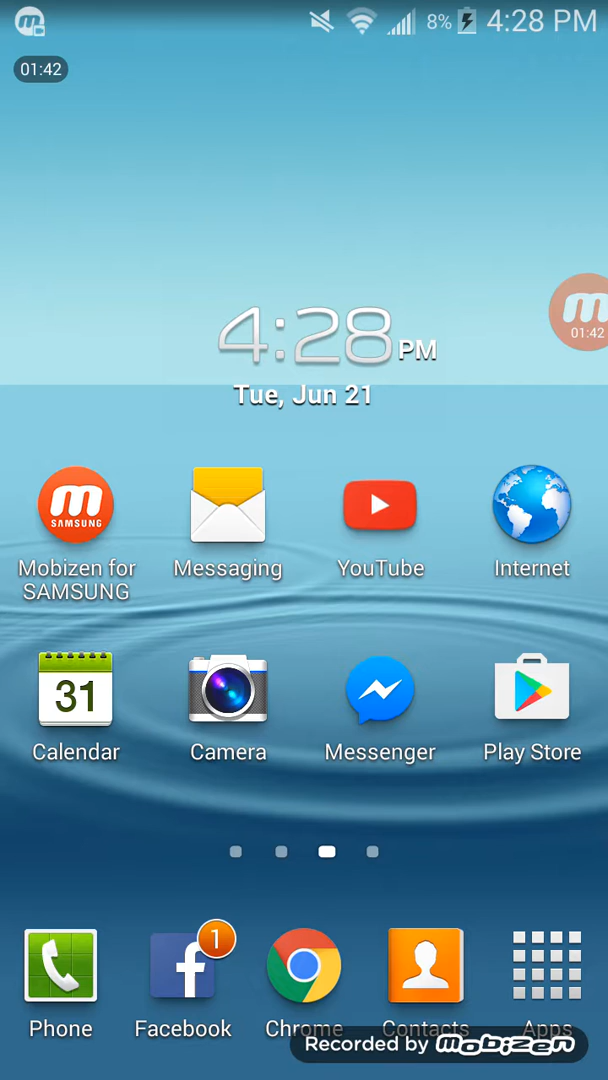 8% 4:28 PM
01:42
4:28 PM
01:42
Tue, Jun 21
SAMSUNG
Mobizen for
SAMSUNG
Messaging
YouTube
Internet
31
Calendar
Camera
Messenger
Play Store
1
Phone
Facebook
Chrome
Contacts
Apps
Recorded by mobizen